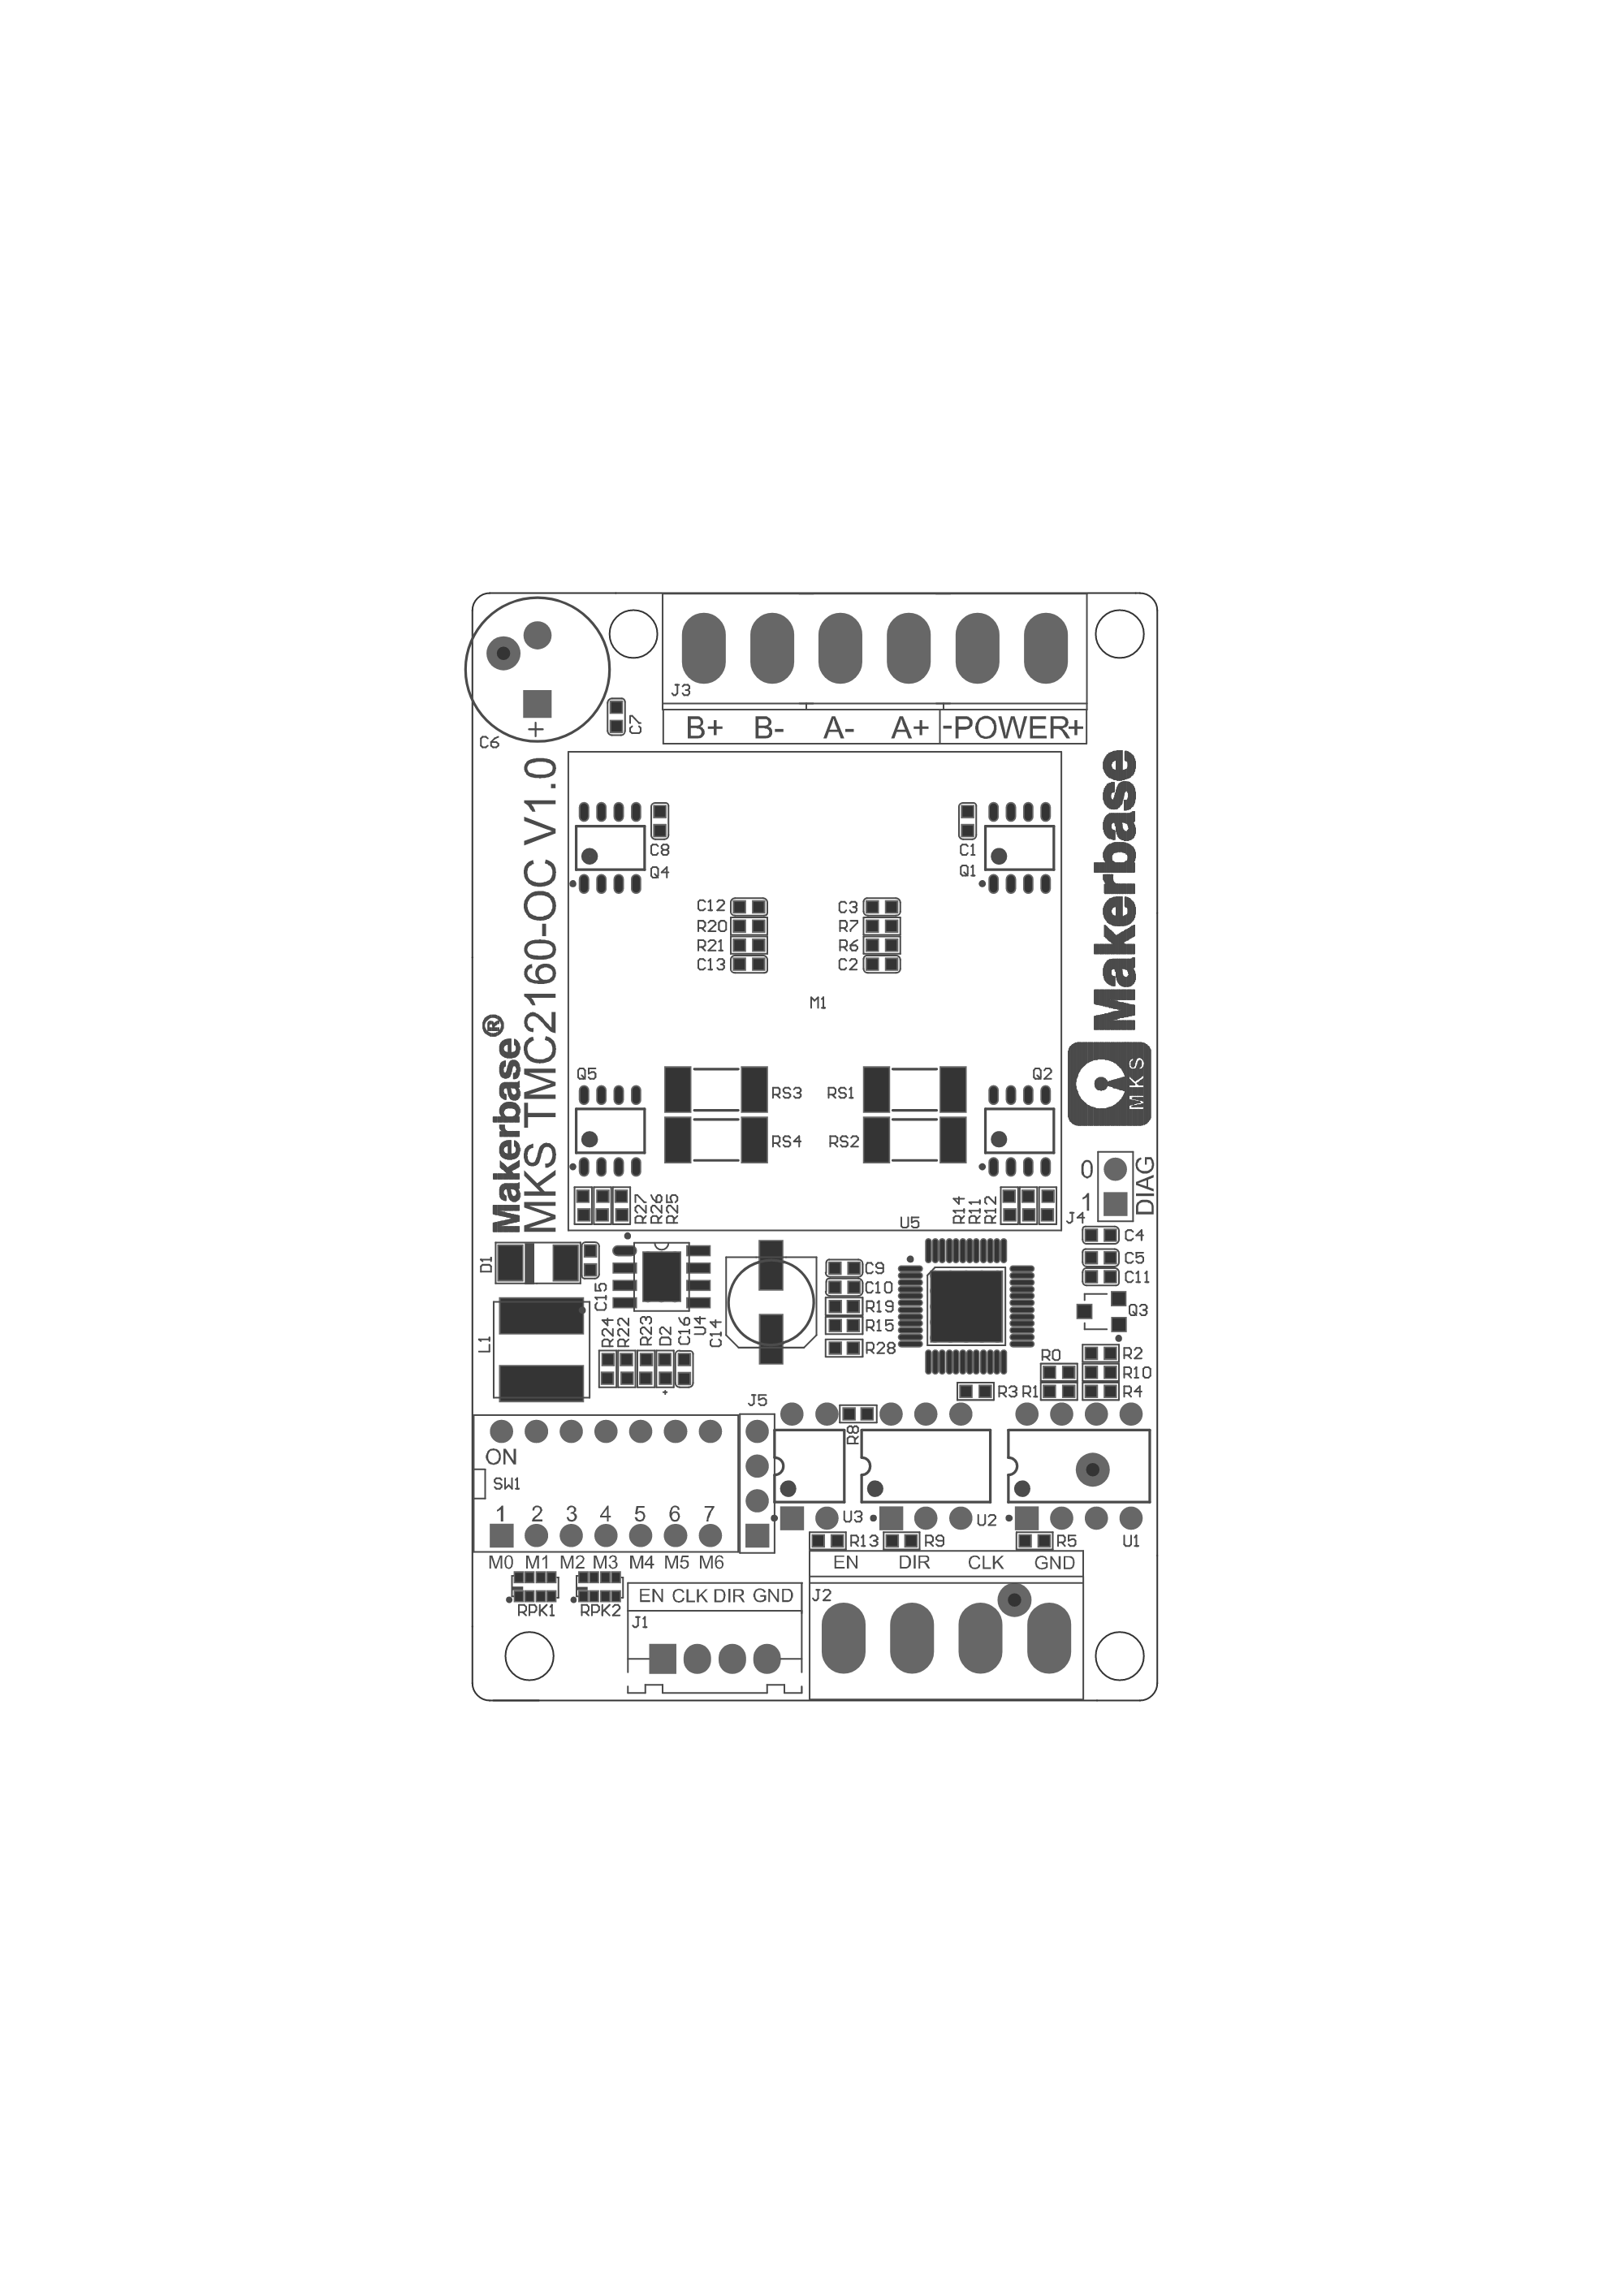 J3
B+ B- A- A+ -POWER+
+
C7
C6
MKS TMC2160-OC V1.0
Makerbase®
Makerbase
MKS
C8
Q4
C1
Q1
C12
R20
R21
C13
C3
R7
R6
C2
M1
Q5
Q2
RS3
RS4
RS1
RS2
0
1
DIAG
J4
R27
R26
R25
R14
R11
R12
U5
D1
C15
U4
C14
L1
R24
R22
R23
D2
C16
+
C9
C10
R19
R15
R28
C4
C5
C11
Q3
R2
R0
R10
R3
R1
R4
J5
R8
ON
SW1
1 2 3 4 5 6 7
M0 M1 M2 M3 M4 M5 M6
U3
U2
U1
R13
R9
R5
EN DIR CLK GND
J2
RPK1
RPK2
EN CLK DIR GND
J1